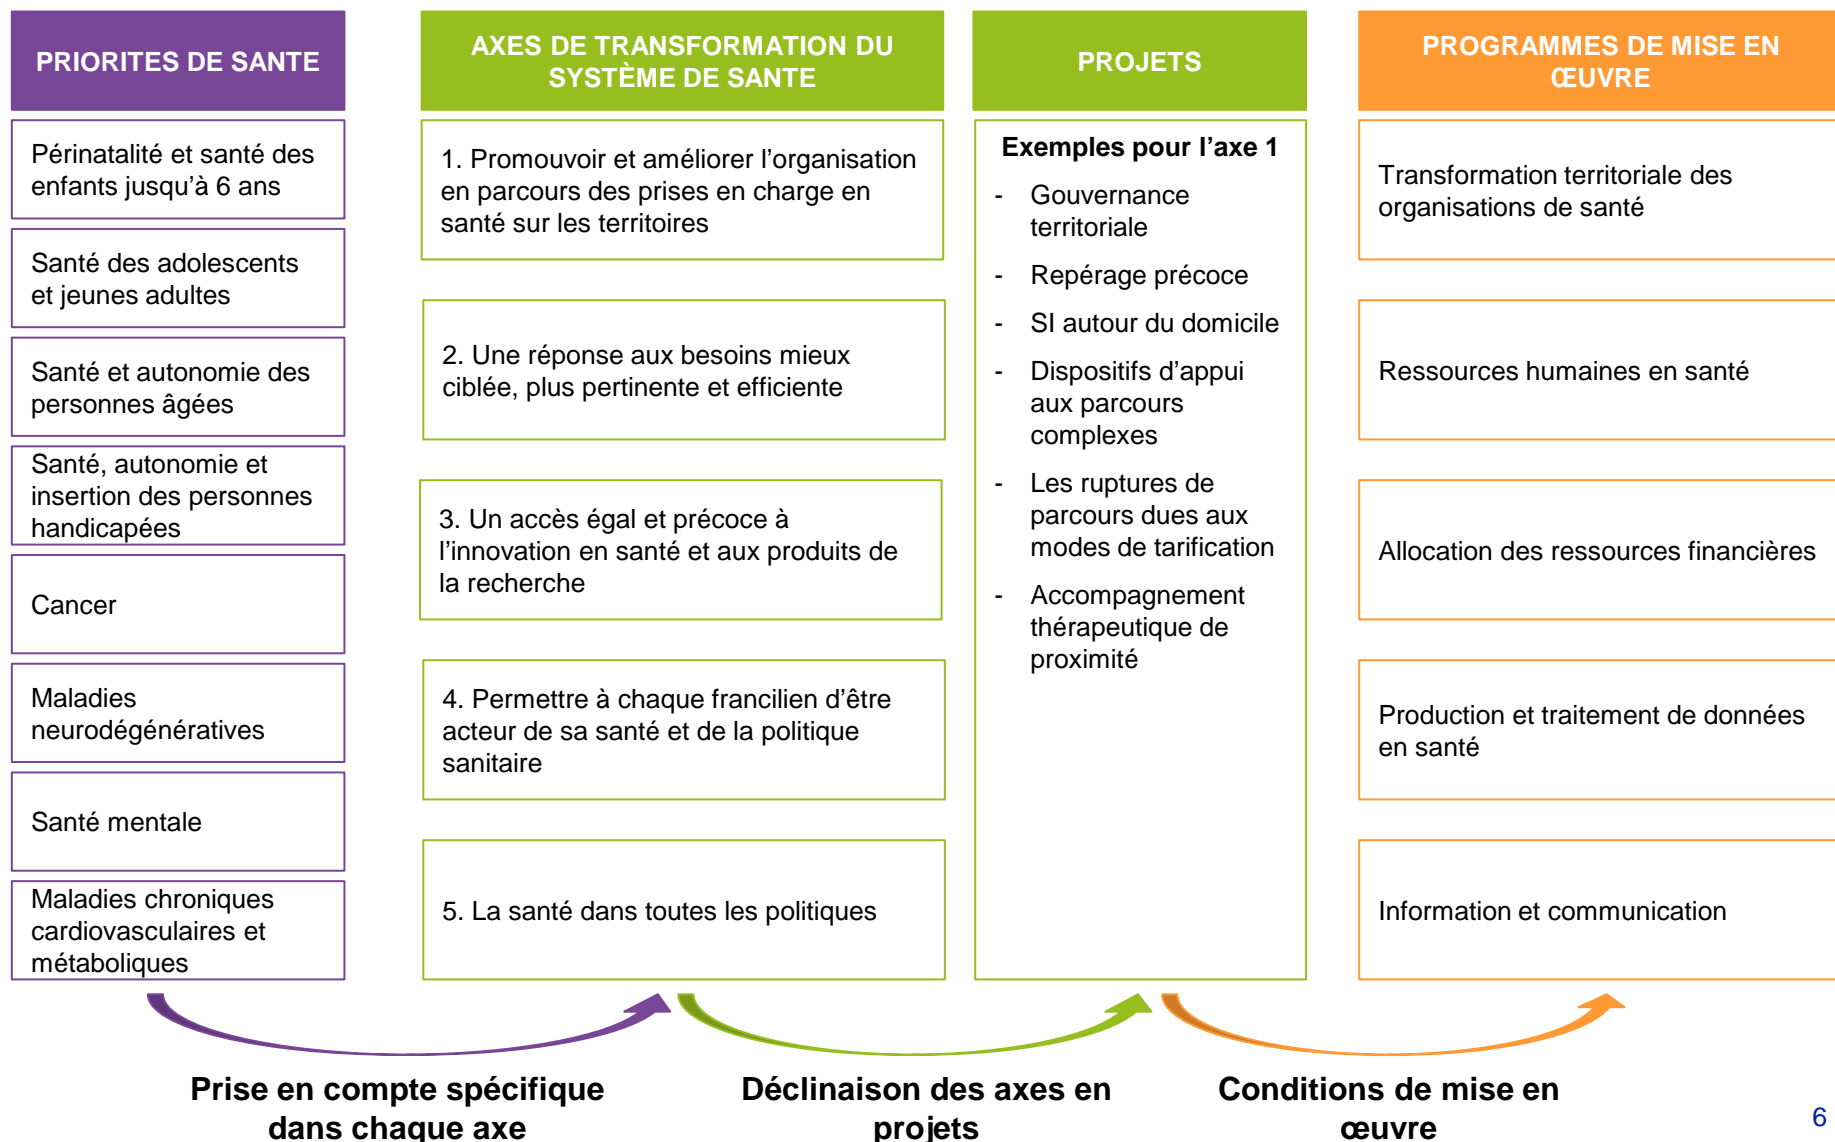 PRIORITES DE SANTE
Périnatalité et santé des
enfants jusqu’à 6 ans
Santé des adolescents
et jeunes adultes
Santé et autonomie des
personnes âgées
Santé, autonomie et
insertion des personnes
handicapées
Cancer
Maladies
neurodégénératives
Santé mentale
Maladies chroniques
cardiovasculaires et
métaboliques
AXES DE TRANSFORMATION DU
SYSTÈME DE SANTE
1. Promouvoir et améliorer l’organisation
en parcours des prises en charge en
santé sur les territoires
2. Une réponse aux besoins mieux
ciblée, plus pertinente et efficiente
3. Un accès égal et précoce à
l’innovation en santé et aux produits de
la recherche
4. Permettre à chaque francilien d’être
acteur de sa santé et de la politique
sanitaire
5. La santé dans toutes les politiques
PROJETS
Exemples pour l’axe 1
- Gouvernance
territoriale
- Repérage précoce
- SI autour du domicile
- Dispositifs d’appui
aux parcours
complexes
- Les ruptures de
parcours dues aux
modes de tarification
- Accompagnement
thérapeutique de
proximité
PROGRAMMES DE MISE EN
ŒUVRE
Transformation territoriale des
organisations de santé
Ressources humaines en santé
Allocation des ressources financières
Production et traitement de données
en santé
Information et communication
Prise en compte spécifique
dans chaque axe
Déclinaison des axes en
projets
Conditions de mise en
œuvre
6